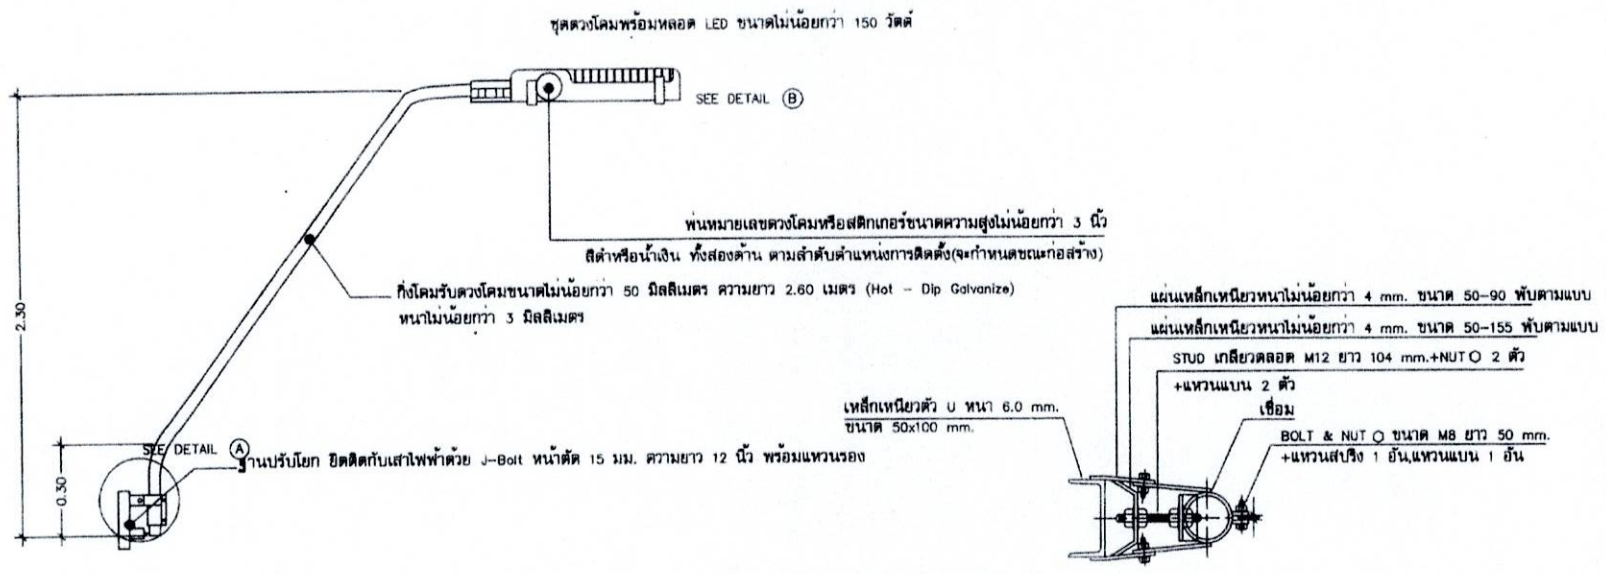 ชุดดวงโคมพร้อมหลอด LED ขนาดไม่น้อยกว่า 150 วัตต์
SEE DETAIL B
พ่นหมายเลขดวงโคมหรือสติกเกอร์ขนาดความสูงไม่น้อยกว่า 3 นิ้ว
สีดำหรือน้ำเงิน ทั้งสองด้าน ตามลำดับตำแหน่งการติดตั้ง(จะกำหนดขณะก่อสร้าง)
กิ่งโคมรับดวงโคมขนาดไม่น้อยกว่า 50 มิลลิเมตร ความยาว 2.60 เมตร (Hot - Dip Galvanize)
หนาไม่น้อยกว่า 3 มิลลิเมตร
2.30
0.30
SEE DETAIL A
ฐานปรับโยก ยึดติดกับเสาไฟฟ้าด้วย J-Bolt หน้าตัด 15 มม. ความยาว 12 นิ้ว พร้อมแหวนรอง
แผ่นเหล็กเหนียวหนาไม่น้อยกว่า 4 mm. ขนาด 50-90 พับตามแบบ
แผ่นเหล็กเหนียวหนาไม่น้อยกว่า 4 mm. ขนาด 50-155 พับตามแบบ
STUD เกลียวตลอด M12 ยาว 104 mm.+NUT 2 ตัว
+แหวนแบน 2 ตัว
เชื่อม
เหล็กเหนียวตัว U หนา 6.0 mm.
ขนาด 50x100 mm.
BOLT & NUT ขนาด M8 ยาว 50 mm.
+แหวนสปริง 1 อัน,แหวนแบน 1 อัน